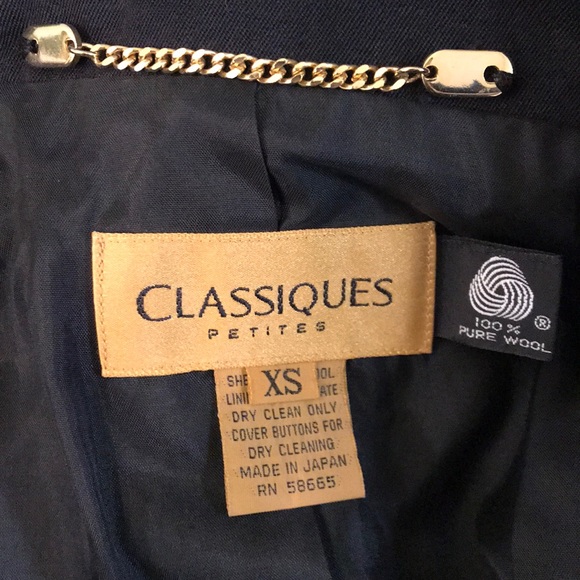 CLASSIQUES
PETITES
100% ®
PURE WOOL
XS
DRY CLEAN ONLY
COVER BUTTONS FOR
DRY CLEANING
MADE IN JAPAN
RN 58665